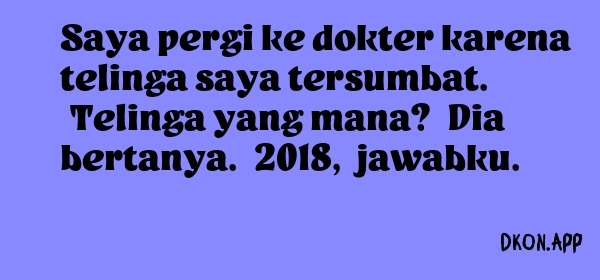 Saya pergi ke dokter karena
telinga saya tersumbat.
Telinga yang mana? Dia
bertanya. 2018, jawabku.
DKON.APP